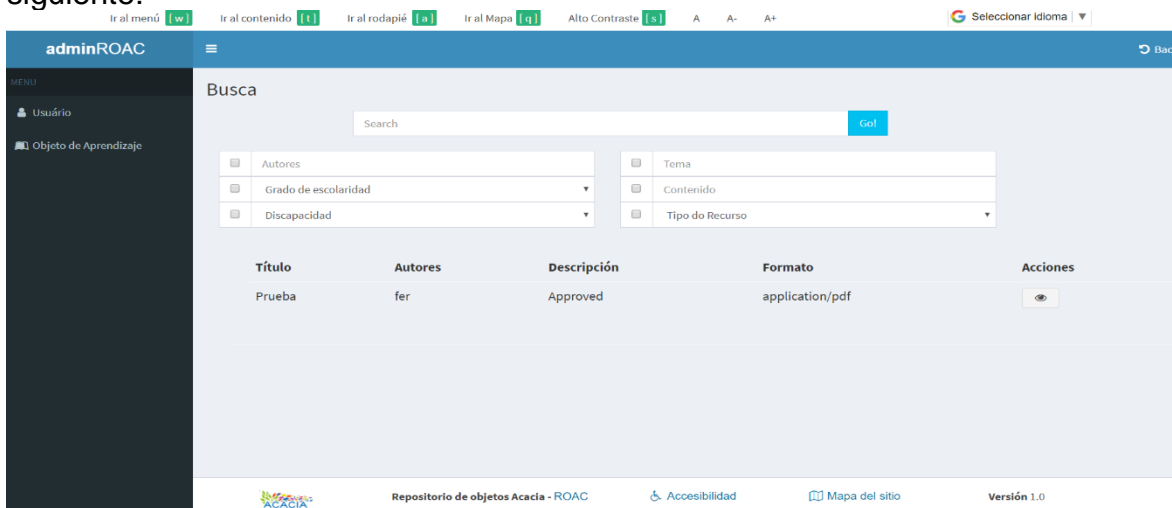 siguiente:
Ir al menú [ w ] Ir al contenido [ t ] Ir al rodapié [ a ] Ir al Mapa [ q ] Alto Contraste [ s ] A A- A+ G Seleccionar idioma ▼
adminROAC Bac
MENU
Usuário
Objeto de Aprendizaje
Busca
Search Go!
Autores Tema
Grado de escolaridad Contenido
Discapacidad Tipo do Recurso
Título Autores Descripción Formato Acciones
Prueba fer Approved application/pdf
ACACIA Repositorio de objetos Acacia - ROAC Accesibilidad Mapa del sitio Versión 1.0